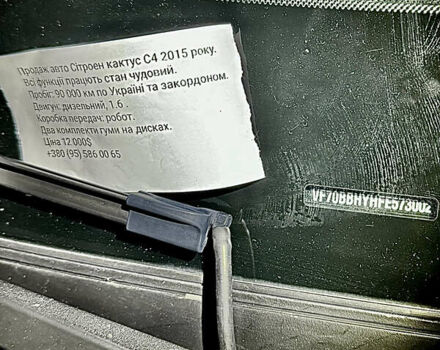 Продаж авто Сітроен кактус С4 2015 року.
Всі функції працють стан чудовий.
Пробіг: 90 000 км по Україні та закордоном.
Двигун: дизельний, 1.6 .
Коробка передач: робот.
Два комплекти гуми на дисках.
Ціна 12.000$
+380 (95) 586 00 65
VF70BBHYHFE573002